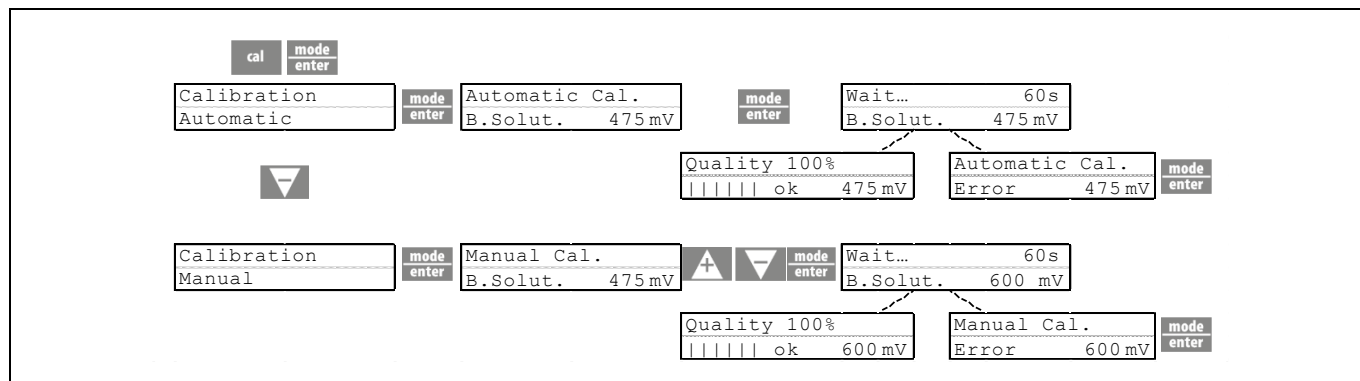 cal mode
enter
Calibration
Automatic
mode
enter
Automatic Cal.
B.Solut. 475 mV
mode
enter
Wait… 60s
B.Solut. 475 mV
Quality 100%
|||||| ok 475 mV
Automatic Cal.
Error 475 mV
mode
enter
−
Calibration
Manual
mode
enter
Manual Cal.
B.Solut. 475 mV
+ − mode
enter
Wait… 60s
B.Solut. 600 mV
Quality 100%
|||||| ok 600 mV
Manual Cal.
Error 600 mV
mode
enter